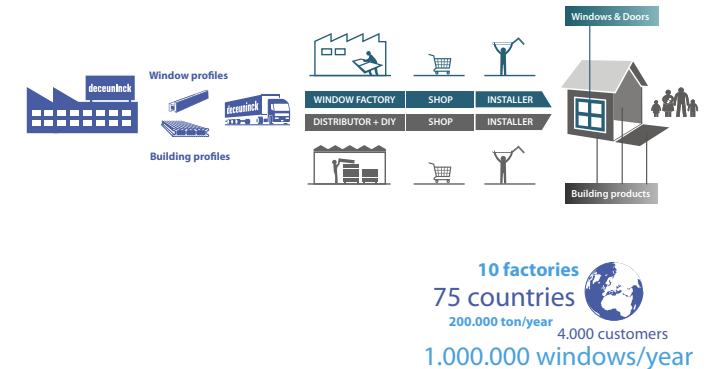 Windows & Doors
deceuninck
Window profiles
deceuninck
Building profiles
WINDOW FACTORY SHOP INSTALLER
DISTRIBUTOR + DIY SHOP INSTALLER
Building products
10 factories
75 countries
200.000 ton/year
4.000 customers
1.000.000 windows/year